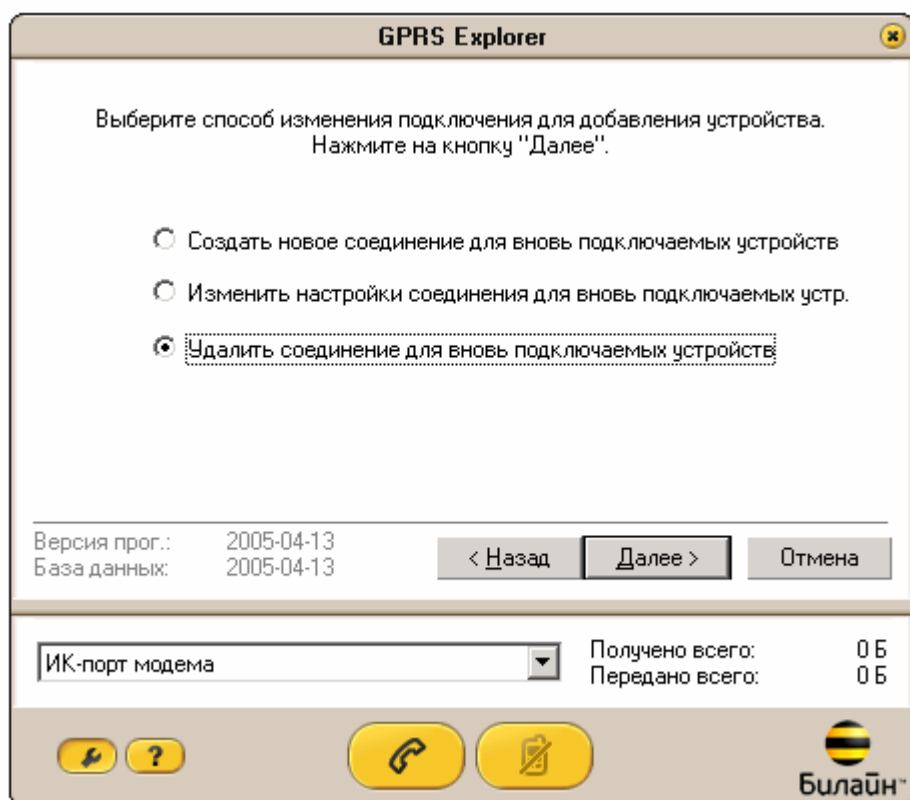 GPRS Explorer
Выберите способ изменения подключения для добавления устройства.
Нажмите на кнопку "Далее".
Создать новое соединение для вновь подключаемых устройств
Изменить настройки соединения для вновь подключаемых устр.
Удалить соединение для вновь подключаемых устройств
Версия прог.: 2005-04-13
База данных: 2005-04-13
< Назад Далее > Отмена
ИК-порт модема
Получено всего: 0 Б
Передано всего: 0 Б
?
Билайн™